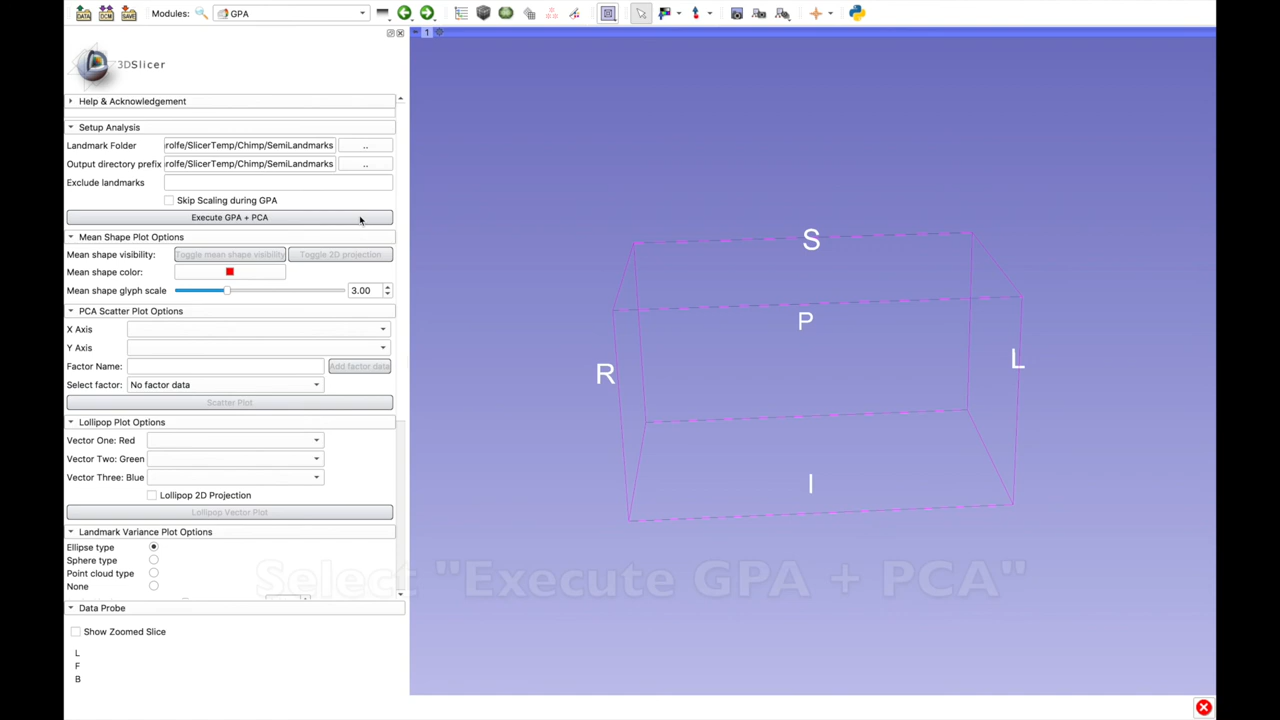 DATA
DCM
SAVE
Modules:
GPA
1
3DSlicer
Help & Acknowledgement
Setup Analysis
Landmark Folder
rolfe/SlicerTemp/Chimp/SemiLandmarks
..
Output directory prefix
rolfe/SlicerTemp/Chimp/SemiLandmarks
..
Exclude landmarks
Skip Scaling during GPA
Execute GPA + PCA
Mean Shape Plot Options
Mean shape visibility:
Toggle mean shape visibility
Toggle 2D projection
Mean shape color:
Mean shape glyph scale
3.00
PCA Scatter Plot Options
X Axis
Y Axis
Factor Name:
Add factor data
Select factor:
No factor data
Scatter Plot
Lollipop Plot Options
Vector One: Red
Vector Two: Green
Vector Three: Blue
Lollipop 2D Projection
Lollipop Vector Plot
Landmark Variance Plot Options
Ellipse type
Sphere type
Point cloud type
None
Data Probe
Show Zoomed Slice
L
F
B
S
P
R
L
I
Select "Execute GPA + PCA"